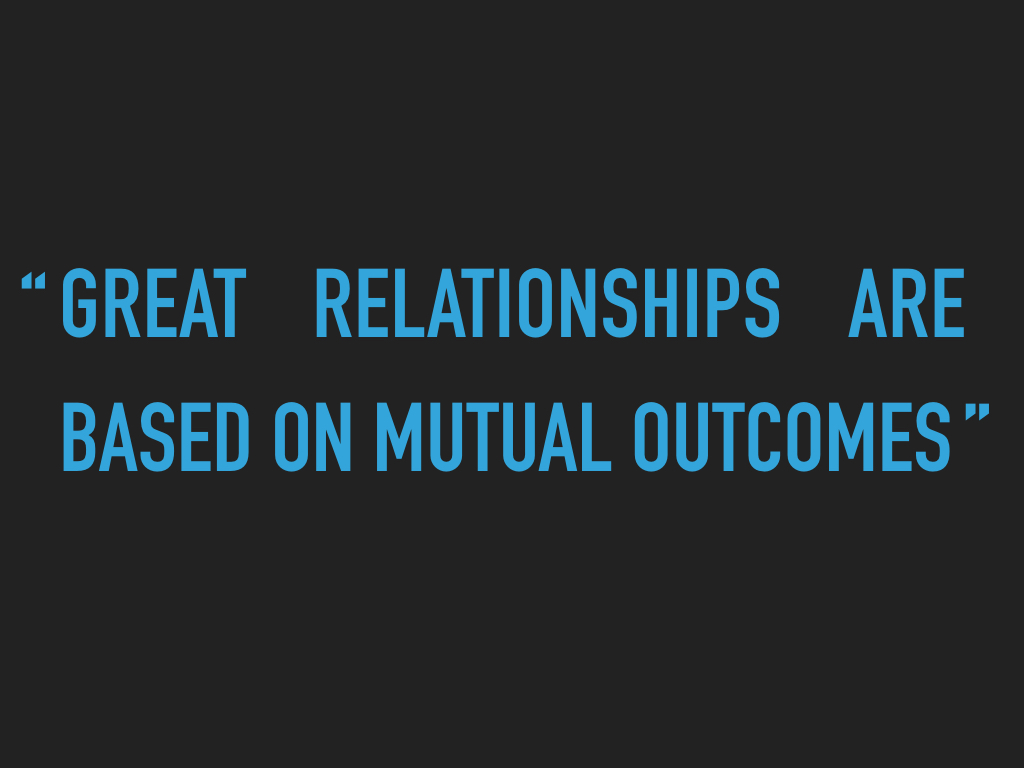 “GREAT RELATIONSHIPS ARE
BASED ON MUTUAL OUTCOMES”